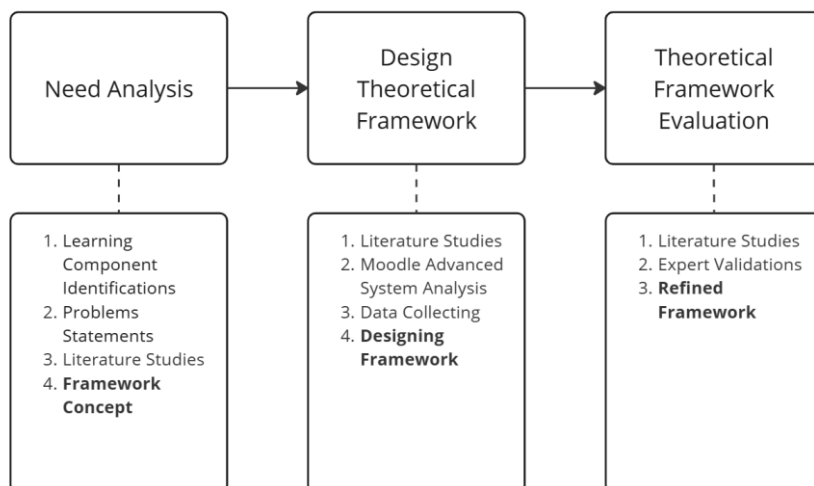 Need Analysis
Design
Theoretical
Framework
Theoretical
Framework
Evaluation
1. Learning
Component
Identifications
2. Problems
Statements
3. Literature Studies
4. Framework
Concept
1. Literature Studies
2. Moodle Advanced
System Analysis
3. Data Collecting
4. Designing
Framework
1. Literature Studies
2. Expert Validations
3. Refined
Framework